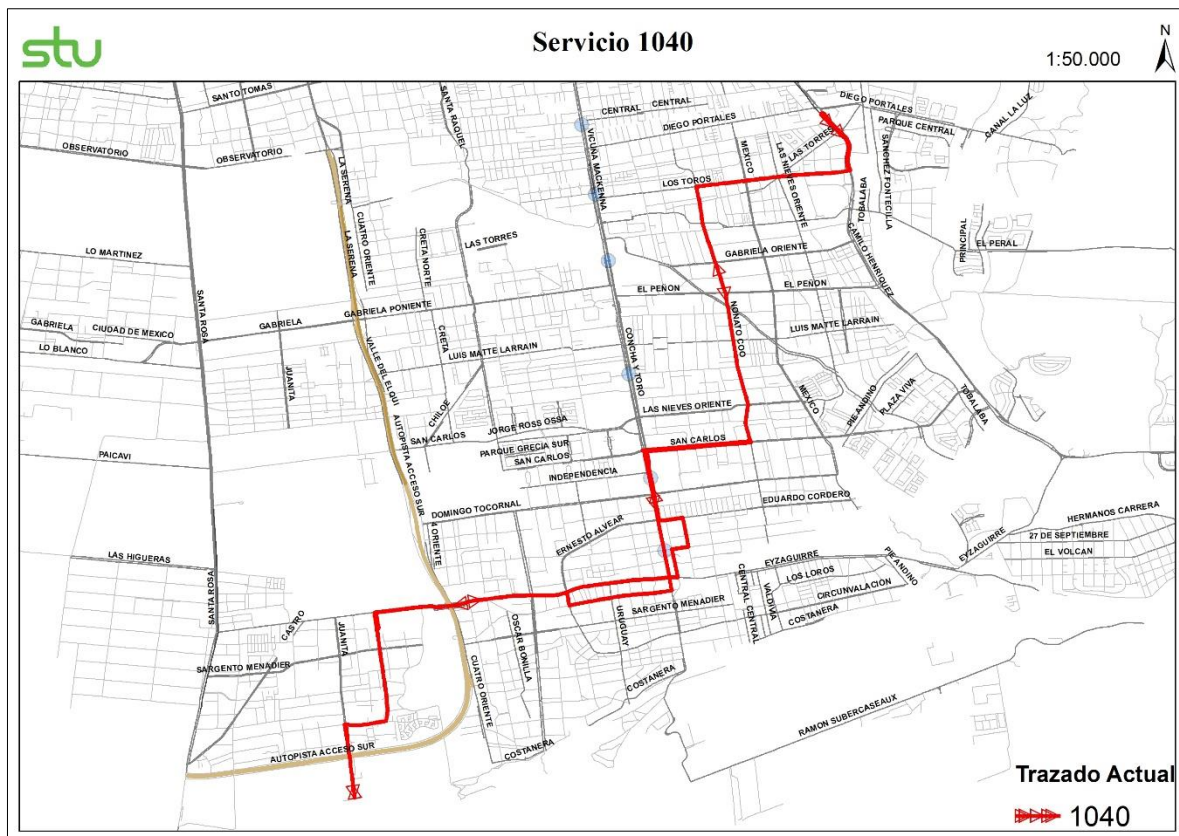 stu
Servicio 1040
1:50.000
N
SANTO TOMAS
OBSERVATORIO
OBSERVATORIO
LA SERENA
LA SERENA
CUATRO ORIENTE
SANTA RAQUEL
CENTRAL
CENTRAL
DIEGO PORTALES
DIEGO PORTALES
PARQUE CENTRAL
CANAL LA LUZ
VICUÑA MACKENNA
MEXICO
LAS NIEVES ORIENTE
LAS TORRES
SANCHEZ FONTECILLA
LOS TOROS
TOBALABA
CAMILO HENRIQUEZ
PRINCIPAL
EL PERAL
LO MARTINEZ
CRETA NORTE
LAS TORRES
GABRIELA ORIENTE
SANTA ROSA
EL PEÑON
EL PEÑON
GABRIELA
CIUDAD DE MEXICO
LO BLANCO
GABRIELA
GABRIELA PONIENTE
CRETA
LUIS MATTE LARRAIN
NONATO COO
LUIS MATTE LARRAIN
JUANITA
VALLE DEL ELQUI
CONCHA Y TORO
CHILOE
MEXICO
PIE ANDINO
PLAZA VIVA
TOBALABA
LAS NIEVES ORIENTE
SAN CARLOS
JORGE ROSS OSSA
PARQUE GRECIA SUR
SAN CARLOS
SAN CARLOS
PAICAVI
AUTOPISTA ACCESO SUR
INDEPENDENCIA
DOMINGO TOCORNAL
EDUARDO CORDERO
4 ORIENTE
ERNESTO ALVEAR
HERMANOS CARRERA
27 DE SEPTIEMBRE
EL VOLCAN
EYZAGUIRRE
LAS HIGUERAS
SANTA ROSA
EYZAGUIRRE
PIE ANDINO
LOS LOROS
CIRCUNVALACION
COSTANERA
CENTRAL
CENTRAL
VALDIVIA
SARGENTO MENADIER
URUGUAY
OSCAR BONILLA
CASTRO
JUANITA
SARGENTO MENADIER
CUATRO ORIENTE
COSTANERA
COSTANERA
RAMON SUBERCASEAUX
AUTOPISTA ACCESO SUR
Trazado Actual
1040